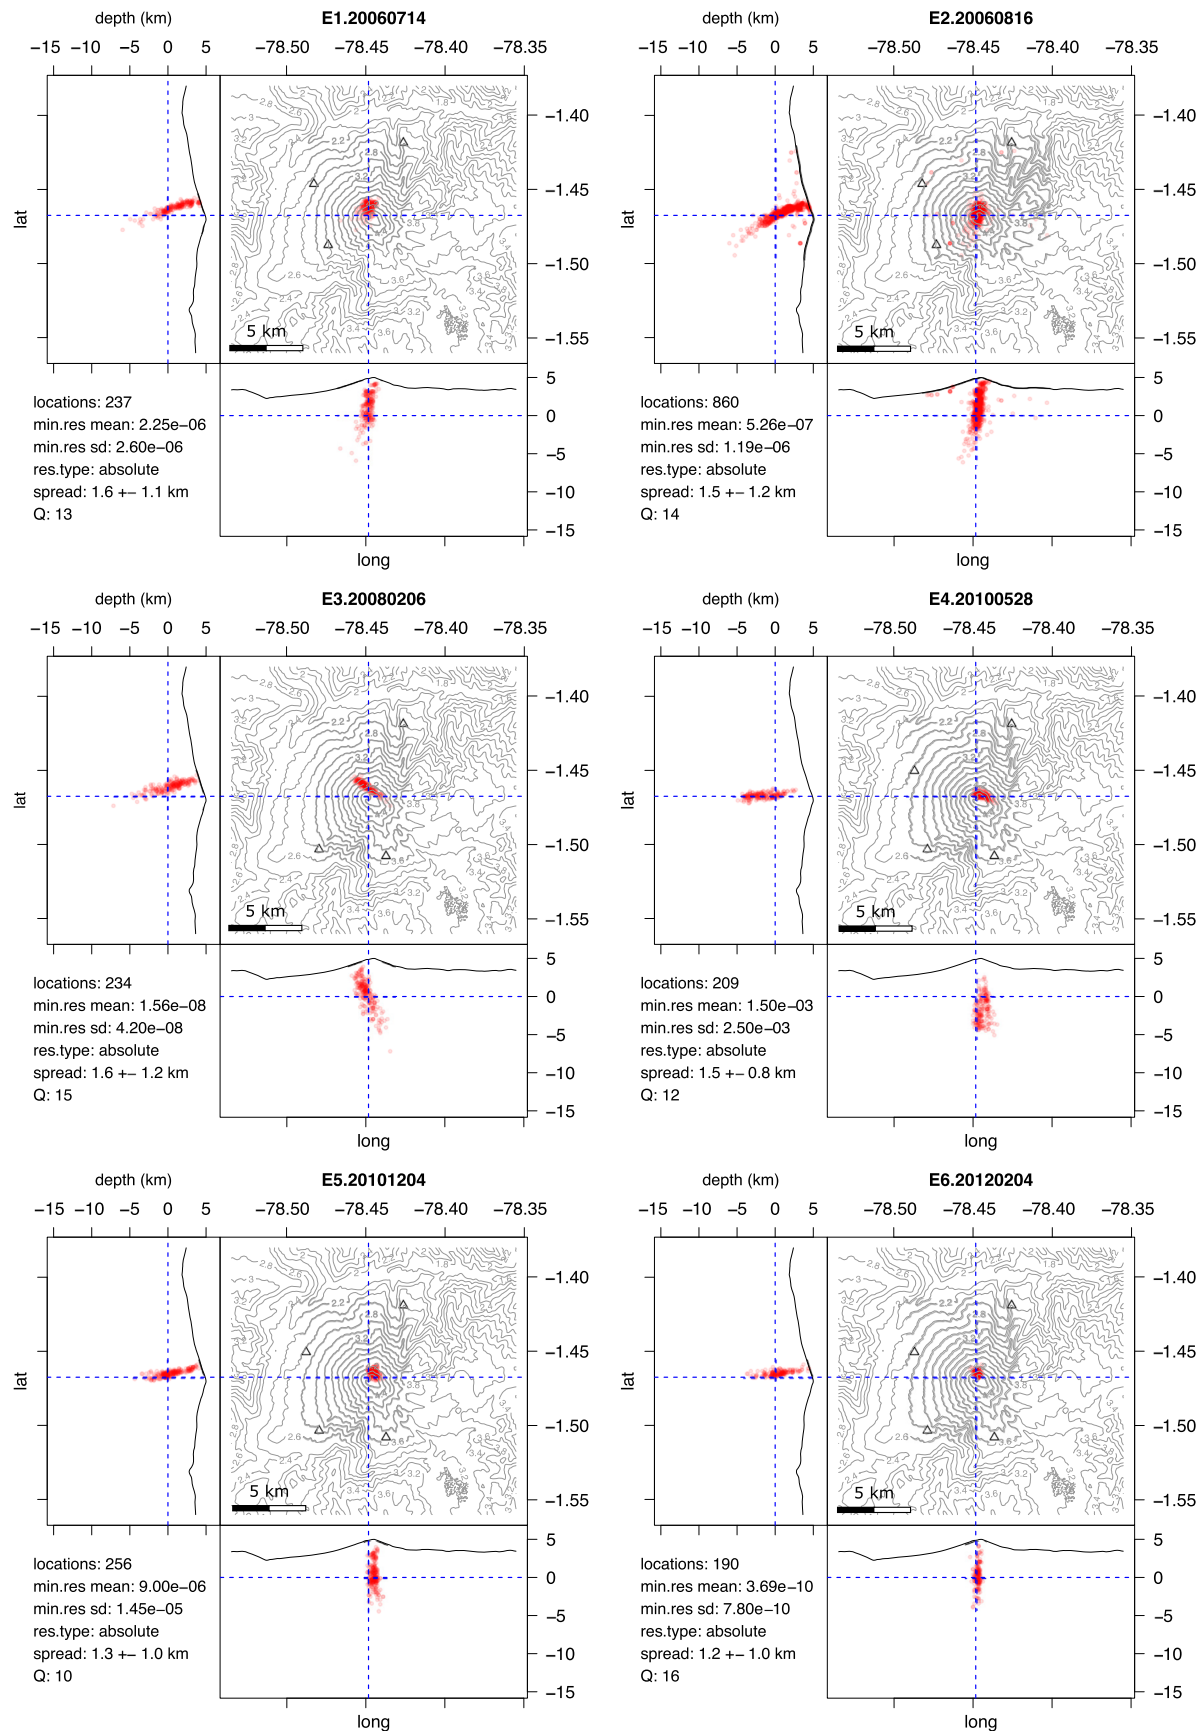 depth (km) E1.20060714
−15 −10 −5 0 5 −78.50 −78.45 −78.40 −78.35
lat
−1.40
−1.45
−1.50
−1.55
5 km
locations: 237
min.res mean: 2.25e−06
min.res sd: 2.60e−06
res.type: absolute
spread: 1.6 +− 1.1 km
Q: 13
5
0
−5
−10
−15
long
depth (km) E2.20060816
−15 −10 −5 0 5 −78.50 −78.45 −78.40 −78.35
lat
−1.40
−1.45
−1.50
−1.55
5 km
locations: 860
min.res mean: 5.26e−07
min.res sd: 1.19e−06
res.type: absolute
spread: 1.5 +− 1.2 km
Q: 14
5
0
−5
−10
−15
long
depth (km) E3.20080206
−15 −10 −5 0 5 −78.50 −78.45 −78.40 −78.35
lat
−1.40
−1.45
−1.50
−1.55
5 km
locations: 234
min.res mean: 1.56e−08
min.res sd: 4.20e−08
res.type: absolute
spread: 1.6 +− 1.2 km
Q: 15
5
0
−5
−10
−15
long
depth (km) E4.20100528
−15 −10 −5 0 5 −78.50 −78.45 −78.40 −78.35
lat
−1.40
−1.45
−1.50
−1.55
5 km
locations: 209
min.res mean: 1.50e−03
min.res sd: 2.50e−03
res.type: absolute
spread: 1.5 +− 0.8 km
Q: 12
5
0
−5
−10
−15
long
depth (km) E5.20101204
−15 −10 −5 0 5 −78.50 −78.45 −78.40 −78.35
lat
−1.40
−1.45
−1.50
−1.55
5 km
locations: 256
min.res mean: 9.00e−06
min.res sd: 1.45e−05
res.type: absolute
spread: 1.3 +− 1.0 km
Q: 10
5
0
−5
−10
−15
long
depth (km) E6.20120204
−15 −10 −5 0 5 −78.50 −78.45 −78.40 −78.35
lat
−1.40
−1.45
−1.50
−1.55
5 km
locations: 190
min.res mean: 3.69e−10
min.res sd: 7.80e−10
res.type: absolute
spread: 1.2 +− 1.0 km
Q: 16
5
0
−5
−10
−15
long